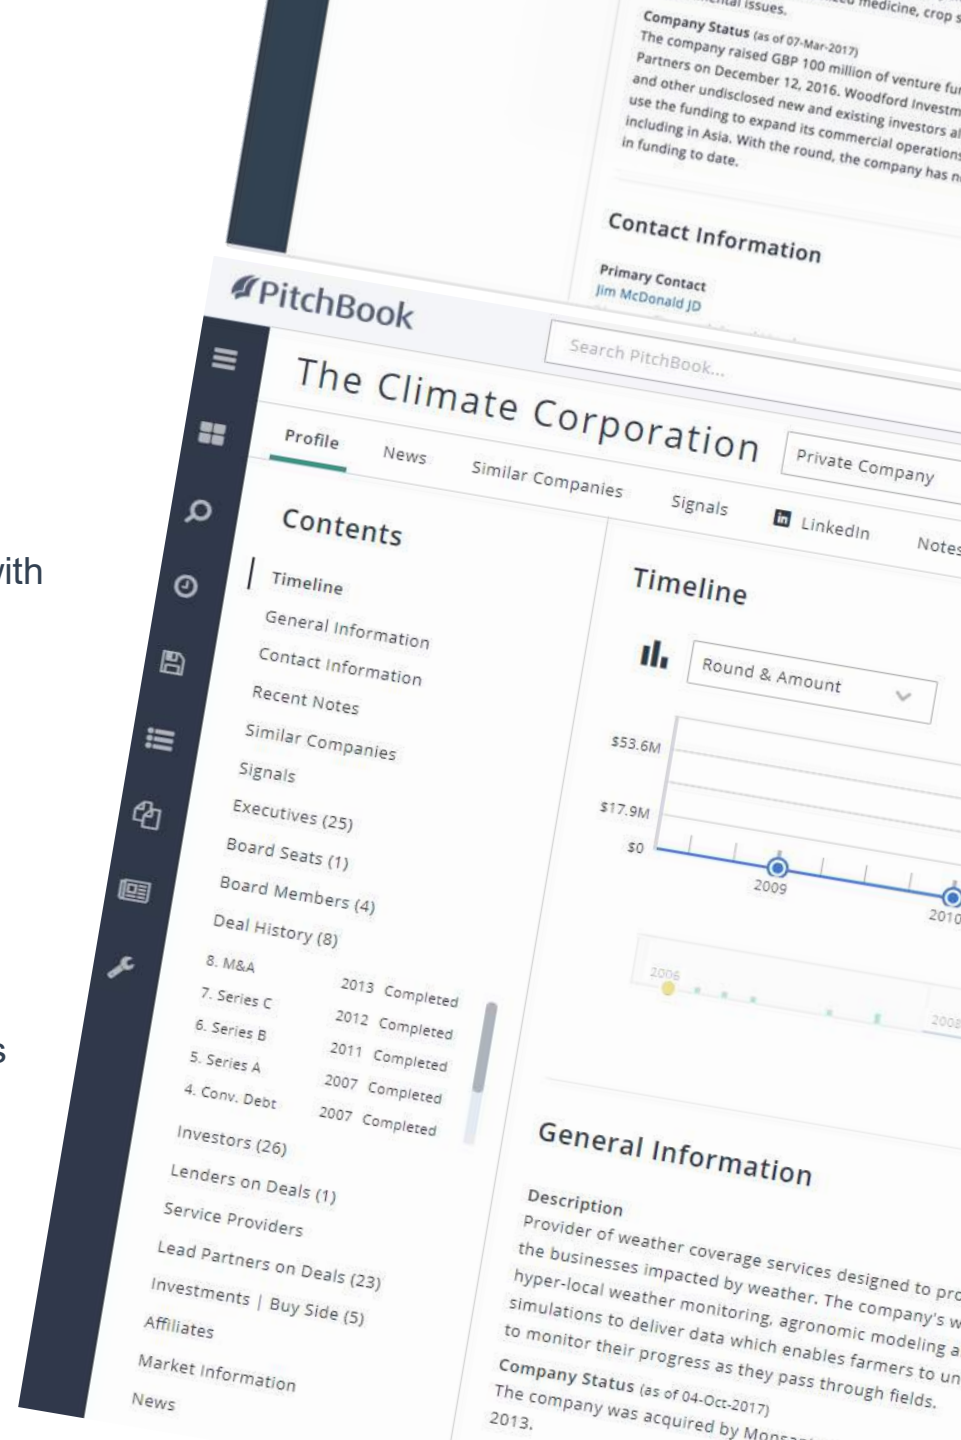 medicine, crop
issues.
Company Status (as of 07-Mar-2017)
The company raised GBP 100 million of venture
Partners on December 12, 2016. Woodford
and other undisclosed new and existing investors
use the funding to expand its commercial operations
including in Asia. With the round, the company has
in funding to date.
Contact Information
Primary Contact
Jim McDonald JD
PitchBook
Search PitchBook...
The Climate Corporation
Private Company
Profile
News
Similar Companies
Signals
in LinkedIn
Notes
Contents
Timeline
General Information
Contact Information
Recent Notes
Similar Companies
Signals
Executives (25)
Board Seats (1)
Board Members (4)
Deal History (8)
8. M&A 2013 Completed
7. Series C 2012 Completed
6. Series B 2011 Completed
5. Series A 2007 Completed
4. Conv. Debt 2007 Completed
Investors (26)
Lenders on Deals (1)
Service Providers
Lead Partners on Deals (23)
Investments | Buy Side (5)
Affiliates
Market Information
News
Timeline
Round & Amount
$53.6M
$17.9M
$0
2009
2010
2006
2008
General Information
Description
Provider of weather coverage services designed to
the businesses impacted by weather. The company's
hyper-local weather monitoring, agronomic modeling
simulations to deliver data which enables farmers to
to monitor their progress as they pass through fields.
Company Status (as of 04-Oct-2017)
The company was acquired by
2013.